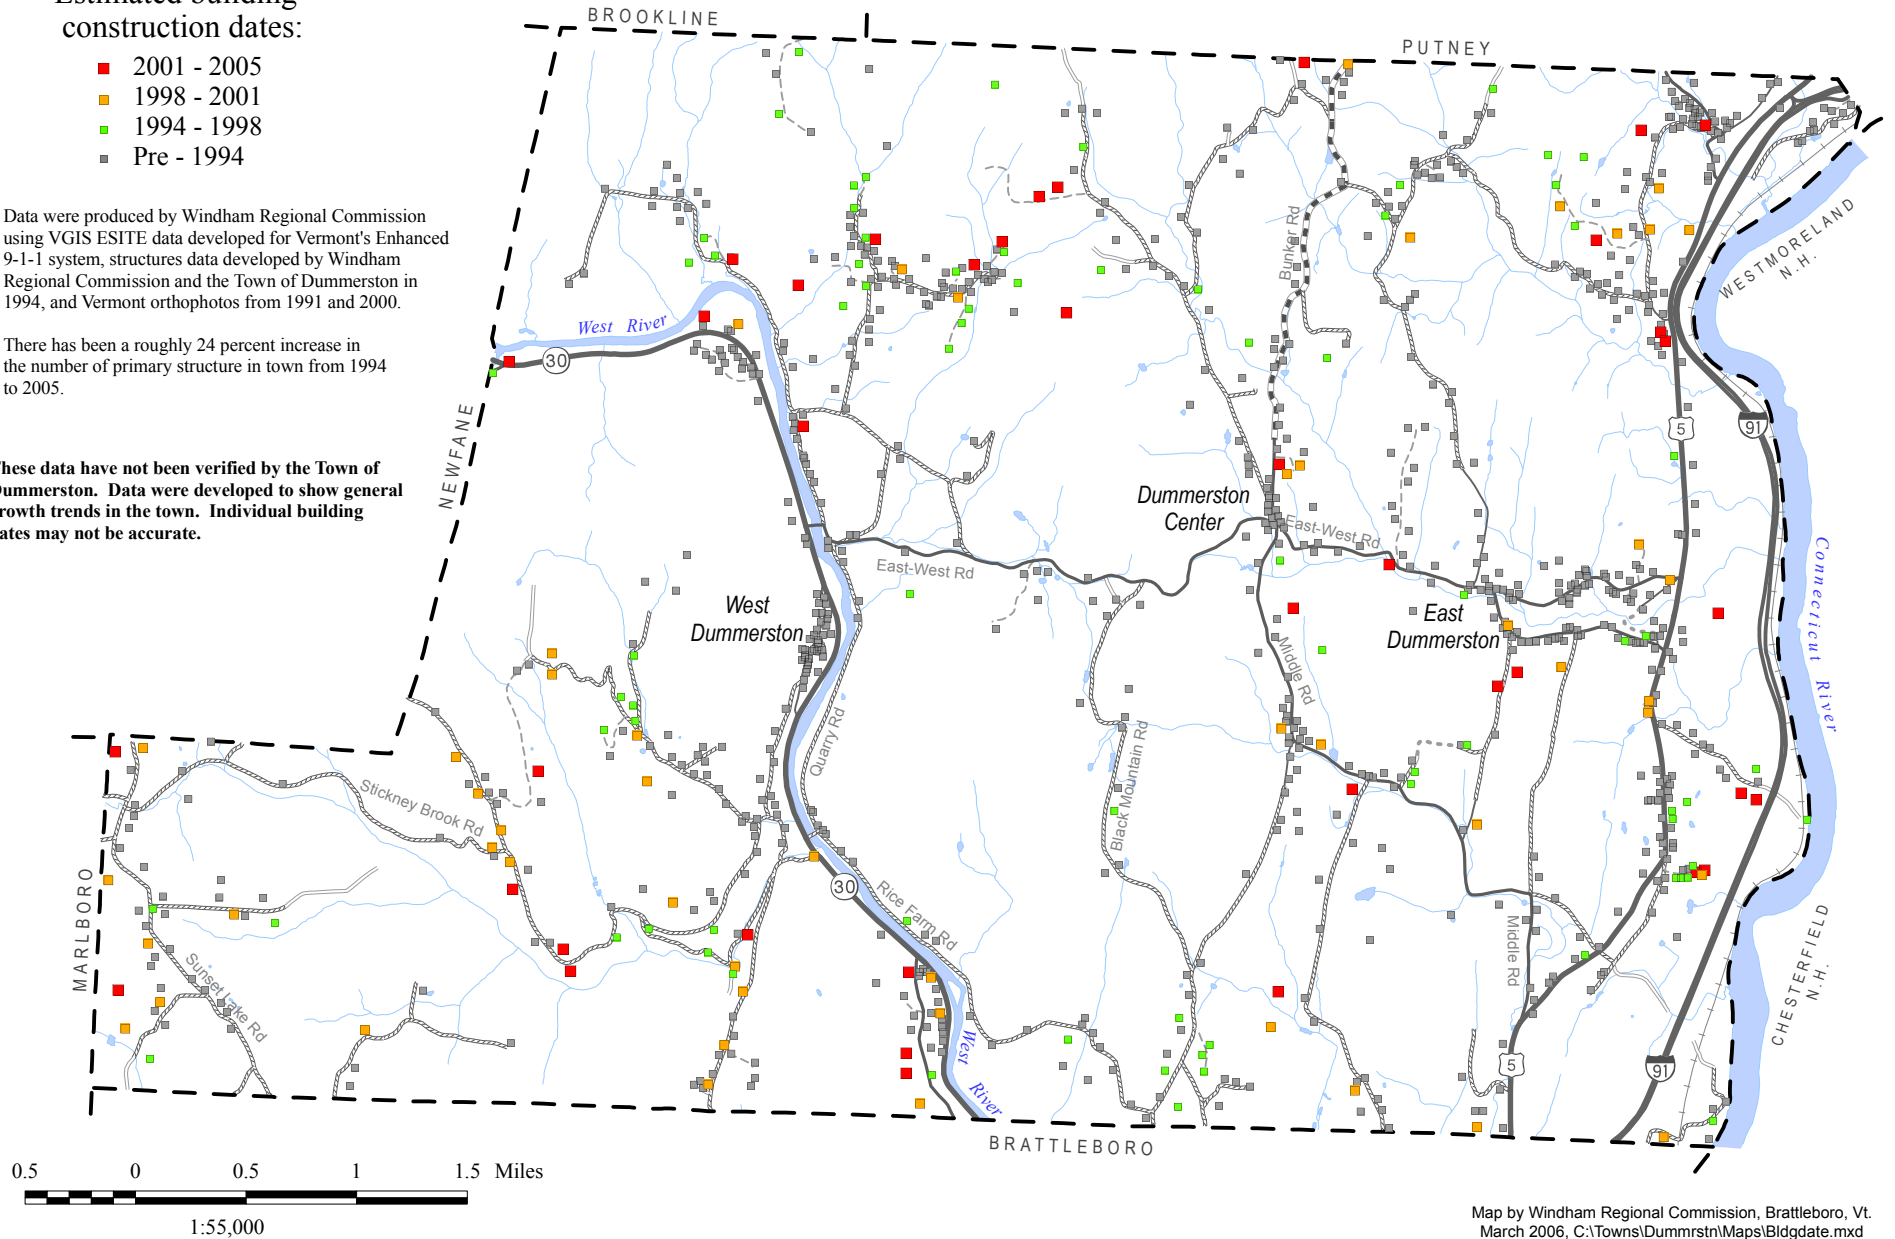 Estimated building
construction dates:
2001 - 2005
1998 - 2001
1994 - 1998
Pre - 1994
Data were produced by Windham Regional Commission
using VGIS ESITE data developed for Vermont's Enhanced
9-1-1 system, structures data developed by Windham
Regional Commission and the Town of Dummerston in
1994, and Vermont orthophotos from 1991 and 2000.
There has been a roughly 24 percent increase in
the number of primary structure in town from 1994
to 2005.
These data have not been verified by the Town of
Dummerston.  Data were developed to show general
growth trends in the town.  Individual building
dates may not be accurate.
BROOKLINE
PUTNEY
WESTMORELAND
N.H.
NEWFANE
West River
30
Bunker Rd
5
91
Dummerston
Center
East-West Rd
East-West Rd
West
Dummerston
East
Dummerston
Connecticut River
Middle Rd
Quarry Rd
Black Mountain Rd
Stickney Brook Rd
MARLBORO
Sunset Lake Rd
30
Rice Farm Rd
Middle Rd
CHESTERFIELD
N.H.
West River
5
91
BRATTLEBORO
0.5 0 0.5 1 1.5 Miles
1:55,000
Map by Windham Regional Commission, Brattleboro, Vt.
March 2006, C:\Towns\Dummrstn\Maps\Bldgdate.mxd